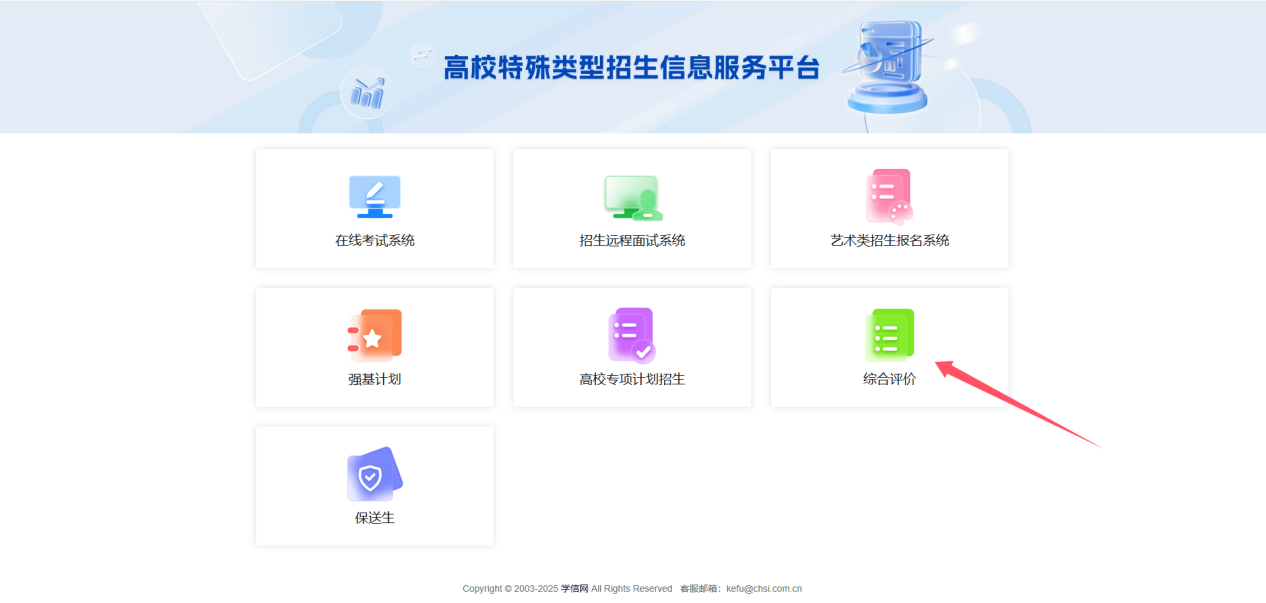 高校特殊类型招生信息服务平台
在线考试系统
招生远程面试系统
艺术类招生报名系统
强基计划
高校专项计划招生
综合评价
保送生
Copyright © 2003-2025 学信网 All Rights Reserved 客服邮箱：kefu@chsi.com.cn